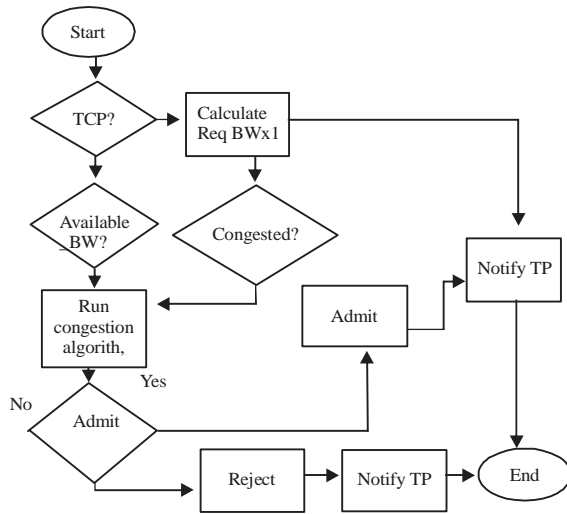 Start
TCP?
Calculate
Req BWx1
Available
_BW?
Congested?
Notify TP
Run
congestion
algorith,
Admit
Yes
No
Admit
Reject
Notify TP
End